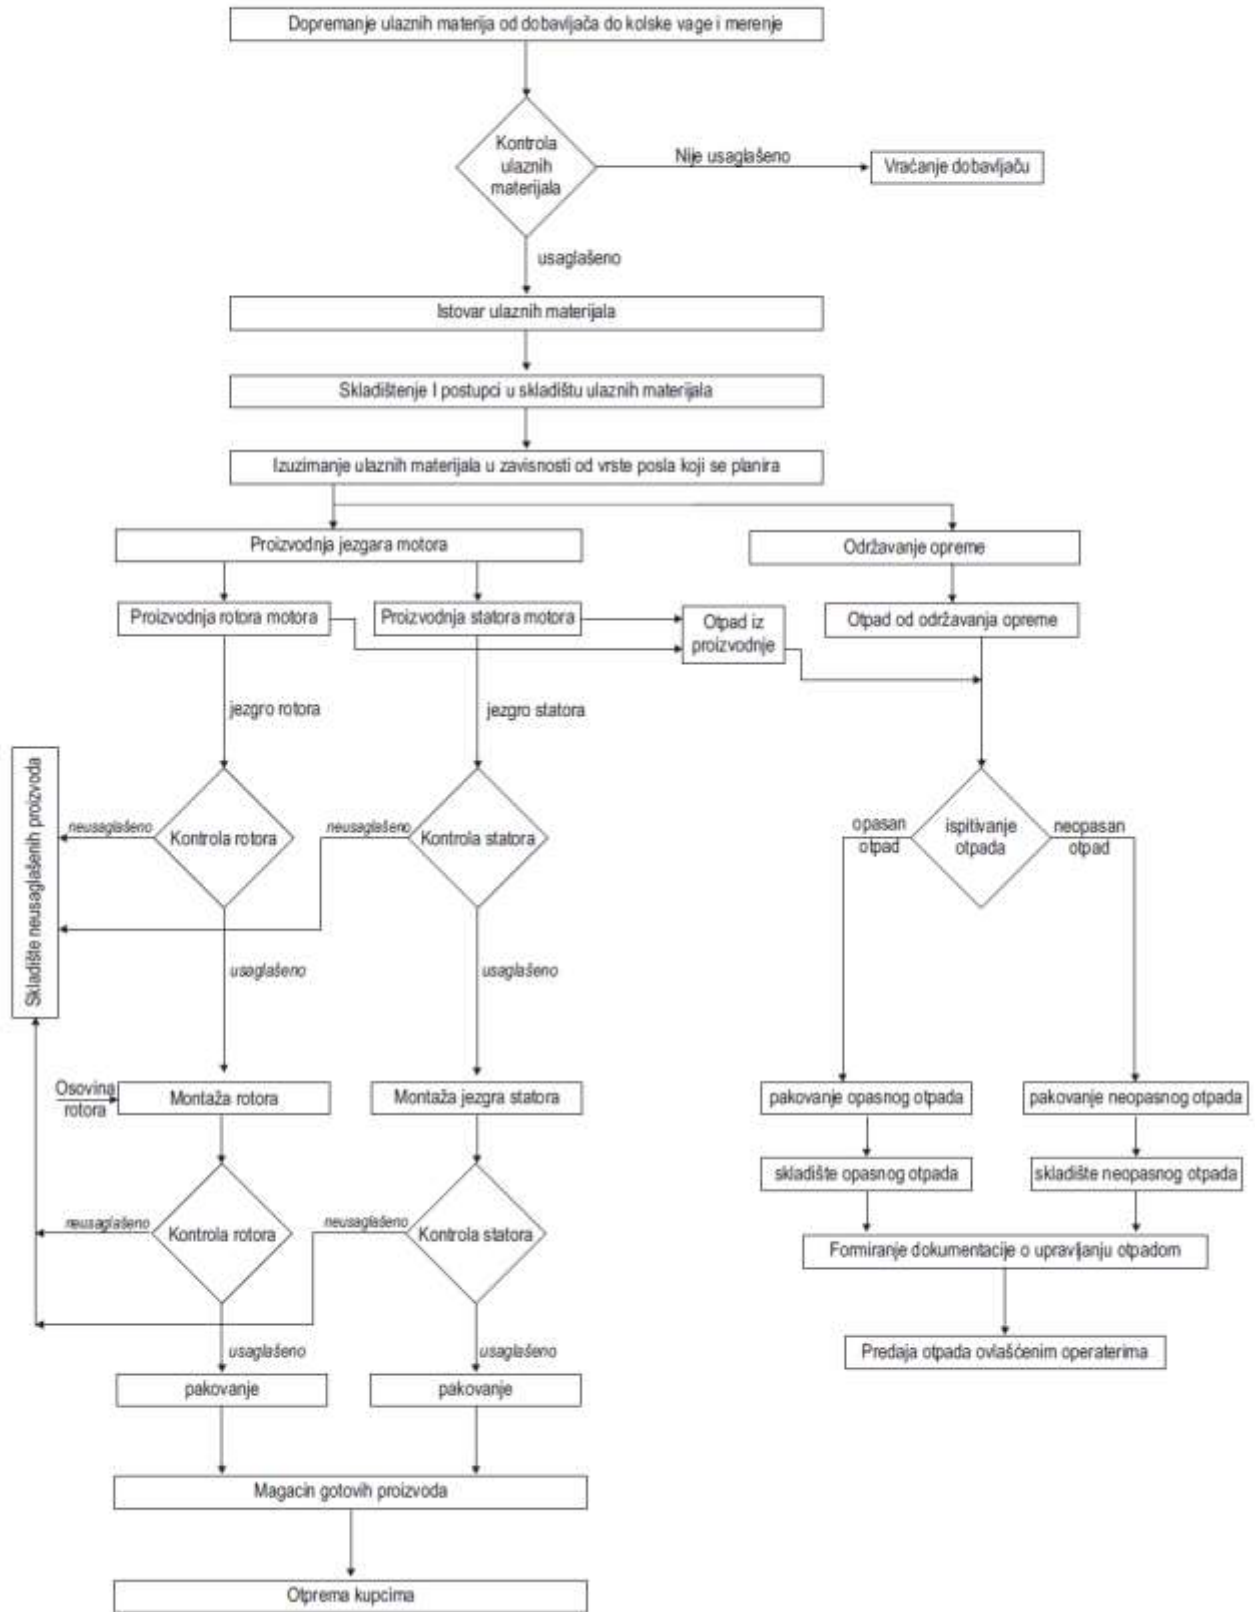 Dopremanje ulaznih materija od dobavljača do kolske vage i merenje
Kontrola
ulaznih
materijala
Nije usaglašeno
Vraćanje dobavljaču
usaglašeno
Istovar ulaznih materijala
Skladištenje I postupci u skladištu ulaznih materijala
Izuzimanje ulaznih materijala u zavisnosti od vrste posla koji se planira
Proizvodnja jezgara motora
Održavanje opreme
Proizvodnja rotora motora
Proizvodnja statora motora
Otpad iz
proizvodnje
Otpad od održavanja opreme
jezgro rotora
jezgro statora
Skladište neusaglašenih proizvoda
neusaglašeno
Kontrola rotora
neusaglašeno
Kontrola statora
opasan
otpad
ispitivanje
otpada
neopasan
otpad
usaglašeno
usaglašeno
Osovina
rotora
Montaža rotora
Montaža jezgra statora
pakovanje opasnog otpada
pakovanje neopasnog otpada
skladište opasnog otpada
skladište neopasnog otpada
neusaglašeno
Kontrola rotora
neusaglašeno
Kontrola statora
Formiranje dokumentacije o upravljanju otpadom
usaglašeno
usaglašeno
Predaja otpada ovlašćenim operaterima
pakovanje
pakovanje
Magacin gotovih proizvoda
Otprema kupcima